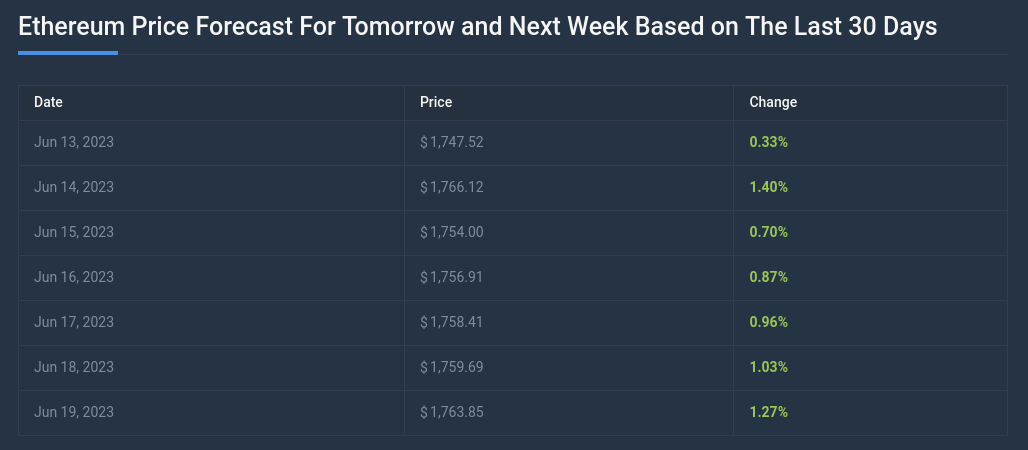 Ethereum Price Forecast For Tomorrow and Next Week Based on The Last 30 Days
Date Price Change
Jun 13, 2023 $1,747.52 0.33%
Jun 14, 2023 $1,766.12 1.40%
Jun 15, 2023 $1,754.00 0.70%
Jun 16, 2023 $1,756.91 0.87%
Jun 17, 2023 $1,758.41 0.96%
Jun 18, 2023 $1,759.69 1.03%
Jun 19, 2023 $1,763.85 1.27%